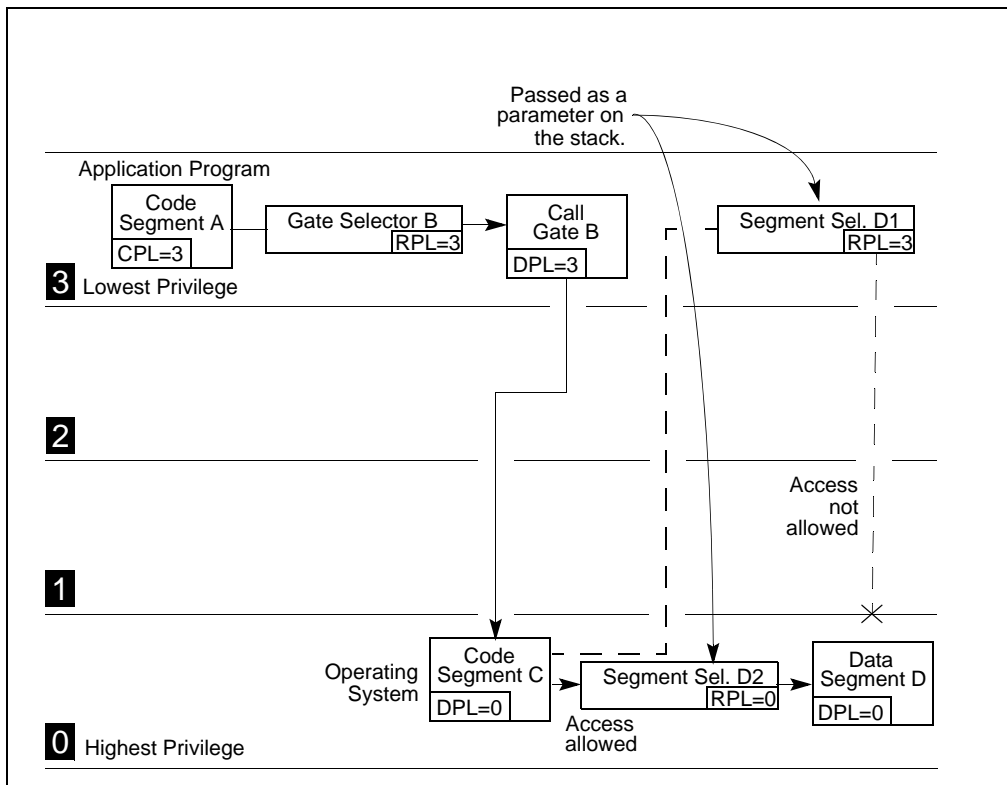 Passed as a
parameter on
the stack.
Application Program
Code
Segment A
CPL=3
Gate Selector B
RPL=3
Call
Gate B
DPL=3
Segment Sel. D1
RPL=3
3 Lowest Privilege
2
Access
not
allowed
1
Operating
System
Code
Segment C
DPL=0
Segment Sel. D2
RPL=0
Access
allowed
Data
Segment D
DPL=0
0 Highest Privilege